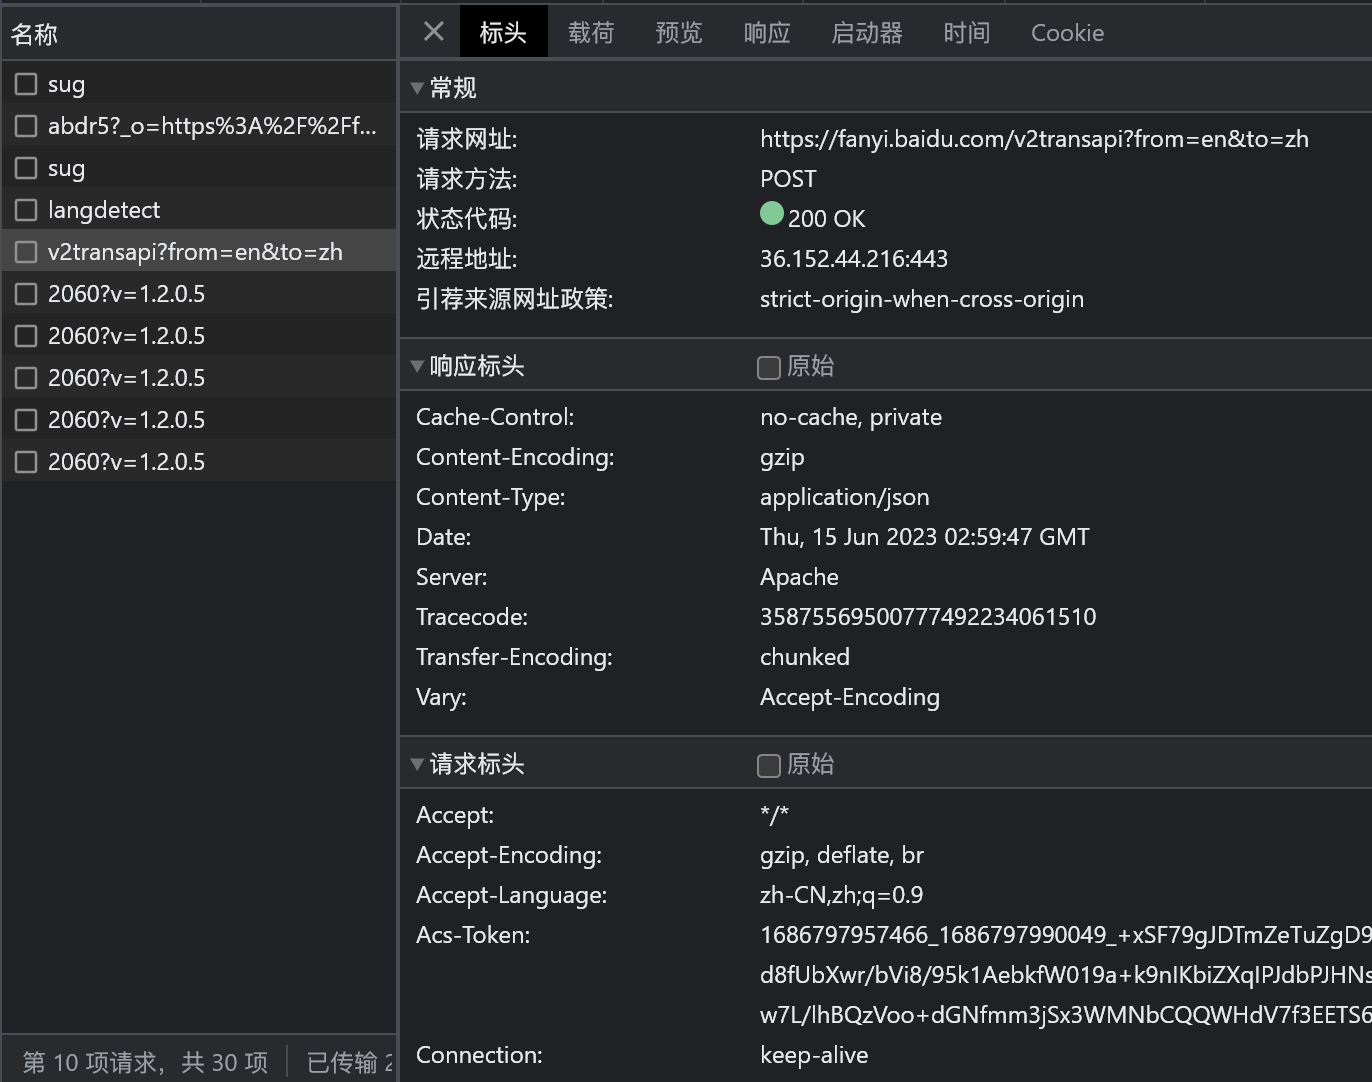 名称
sug
abdr5?_o=https%3A%2F%2Ff...
sug
langdetect
v2transapi?from=en&to=zh
2060?v=1.2.0.5
2060?v=1.2.0.5
2060?v=1.2.0.5
2060?v=1.2.0.5
2060?v=1.2.0.5
第 10 项请求，共 30 项 已传输
标头 载荷 预览 响应 启动器 时间 Cookie
常规
请求网址: https://fanyi.baidu.com/v2transapi?from=en&to=zh
请求方法: POST
状态代码: 200 OK
远程地址: 36.152.44.216:443
引荐来源网址政策: strict-origin-when-cross-origin
响应标头 原始
Cache-Control: no-cache, private
Content-Encoding: gzip
Content-Type: application/json
Date: Thu, 15 Jun 2023 02:59:47 GMT
Server: Apache
Tracecode: 35875569500777492234061510
Transfer-Encoding: chunked
Vary: Accept-Encoding
请求标头 原始
Accept: */*
Accept-Encoding: gzip, deflate, br
Accept-Language: zh-CN,zh;q=0.9
Acs-Token: 1686797957466_1686797990049_+xSF79gJDTmZeTuZgD9
d8fUbXwr/bVi8/95k1AebkfW019a+k9nIKbiZXqIPJdbPJHNs
w7L/lhBQzVoo+dGNfmm3jSx3WMNbCQQWHdV7f3EETS6
Connection: keep-alive